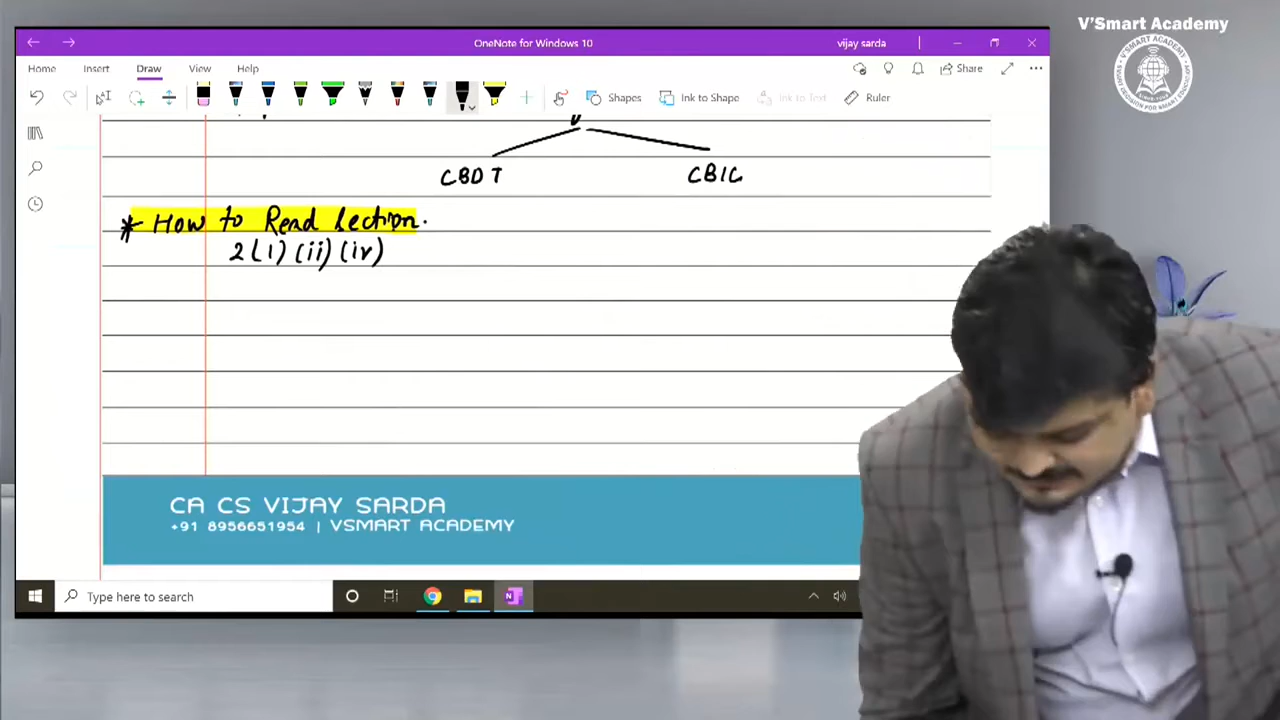 V'Smart Academy
OneNote for Windows 10
vijay sarda
Home Insert Draw View Help
Share
Shapes Ink to Shape Ink to Text Ruler
CBDT CBIC
* How to Read Section.
2(1)(ii)(iv)
CA CS VIJAY SARDA
+91 8956651954 | VSMART ACADEMY
Type here to search